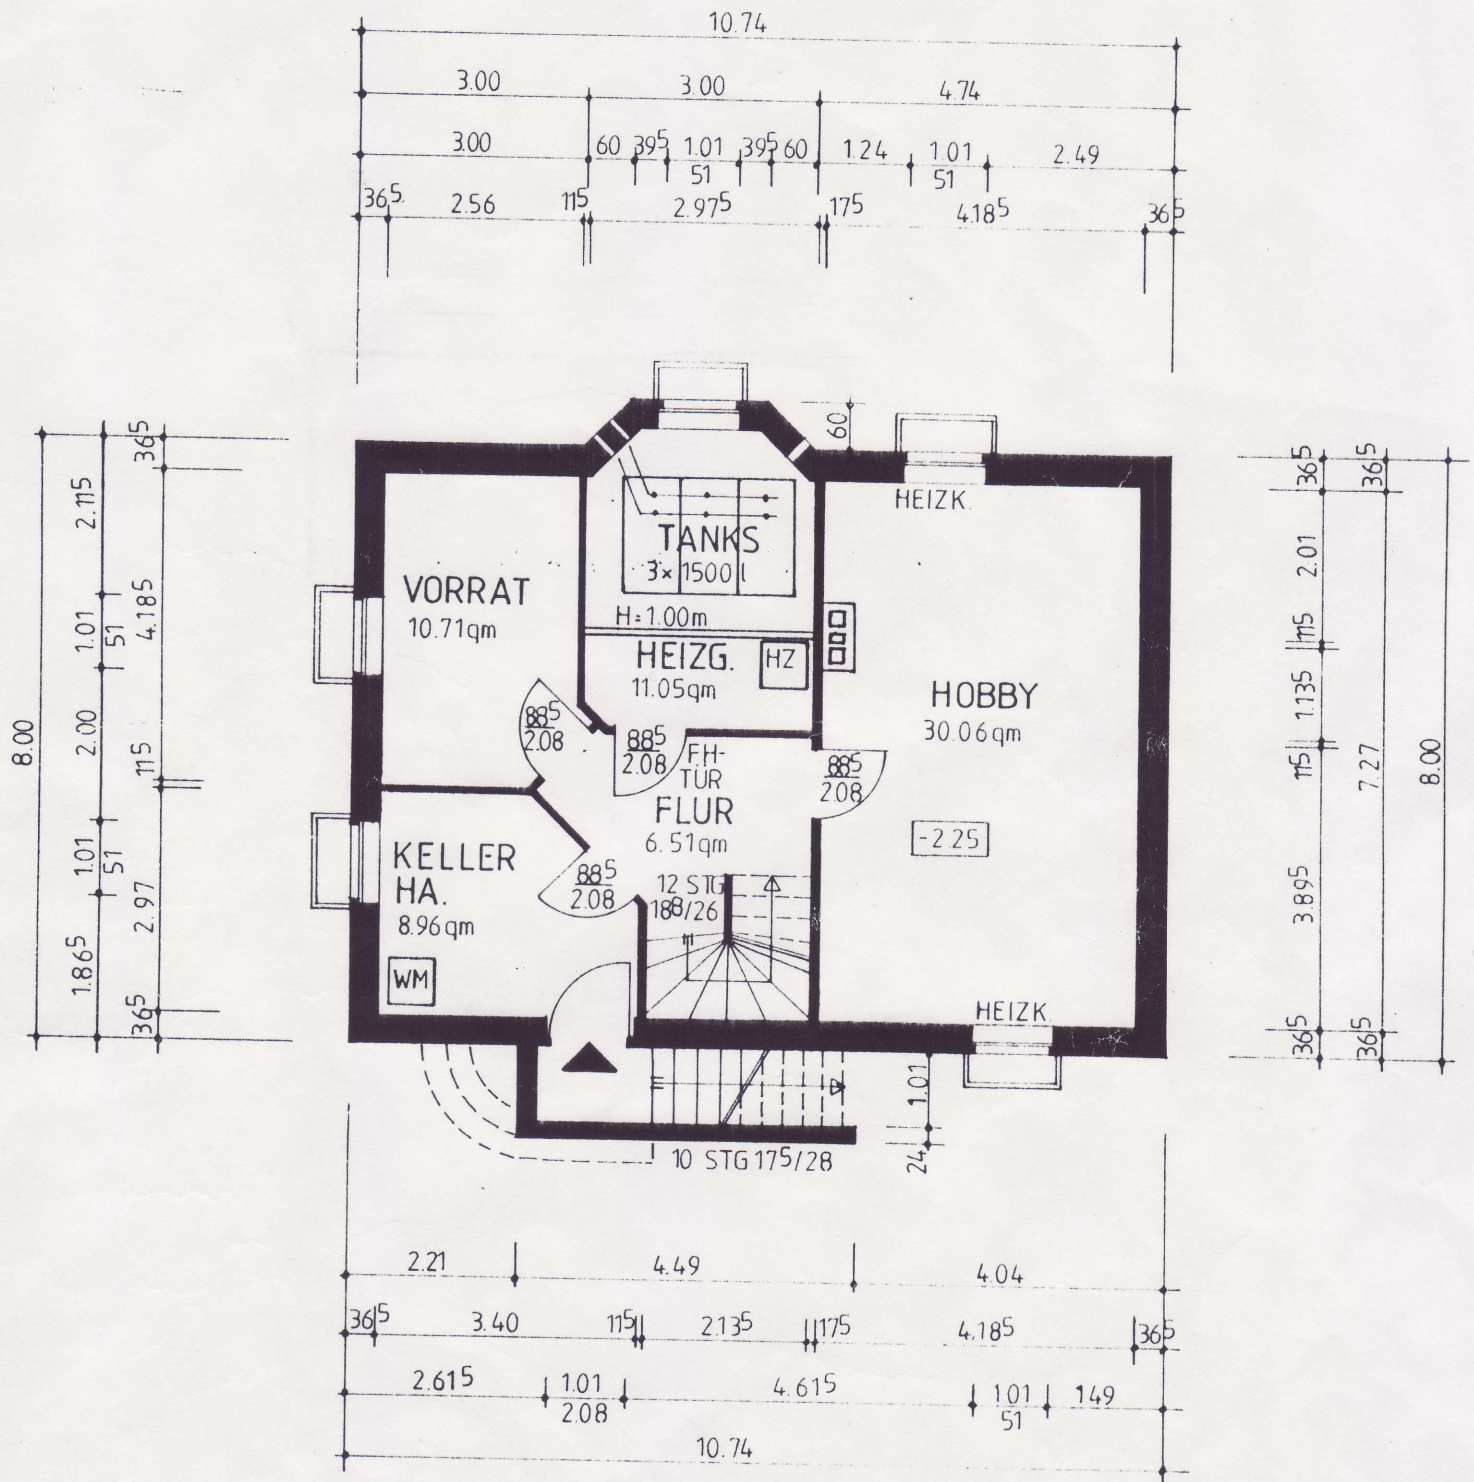 10.74
3.00 3.00 4.74
3.00 60 39⁵ 1.01 39⁵ 60 1.24 1.01 2.49
51 51
36⁵ 2.56 11⁵ 2.97⁵ 17⁵ 4.18⁵ 36⁵
8.00
2.11⁵ 1.01 2.00 1.01 1.86⁵
51 51
36⁵ 4.18⁵ 11⁵ 2.97 36⁵
60
HEIZK.
TANKS
3x 1500 l
H=1.00m
VORRAT
10.71qm
HEIZG.
11.05qm
HZ
HOBBY
30.06qm
88⁵
2.08
88⁵
2.08
F.H-
TÜR
88⁵
2.08
FLUR
6.51qm
-2.25
KELLER
HA.
8.96qm
88⁵
2.08
12 STG
18⁸/26
WM
HEIZK.
10 STG 17⁵/28
1.01
24
36⁵ 2.01 11⁵ 1.13⁵ 11⁵ 3.89⁵ 36⁵
36⁵ 7.27 36⁵
8.00
2.21 4.49 4.04
36⁵ 3.40 11⁵ 2.13⁵ 17⁵ 4.18⁵ 36⁵
2.61⁵ 1.01 4.61⁵ 1.01 1.49
2.08 51
10.74